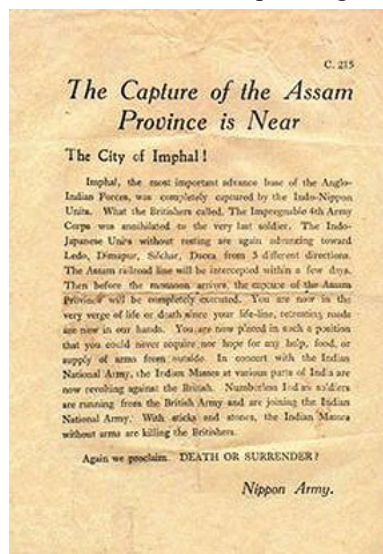 C. 215
The Capture of the Assam
Province is Near
The City of Imphal!
Imphal, the most important advance base of the Anglo-
Indian Forces, was completely captured by the Indo-Nippon
Units. What the Britishers called, The Impregnable 4th Army
Corps was annihilated to the very last soldier. The Indo-
Japanese Units without resting are again advancing toward
Ledo, Dimapur, Silchar, Dacca from 5 different directions.
The Assam railroad line will be intercepted within a few days.
Then before the monsoon arrives, the capture of the Assam
Province will be completely executed. You are now in the
very verge of life or death since your life-line, retreating roads
are now in our hands. You are now placed in such a position
that you could never require nor hope for any help, food, or
supply of arms from outside. In concert with the Indian
National Army, the Indian Masses at various parts of India are
now revolting against the British. Numberless Indian soldiers
are running from the British Army and are joining the Indian
National Army. With sticks and stones, the Indian Masses
without arms are killing the Britishers.
Again we proclaim. DEATH OR SURRENDER?
Nippon Army.